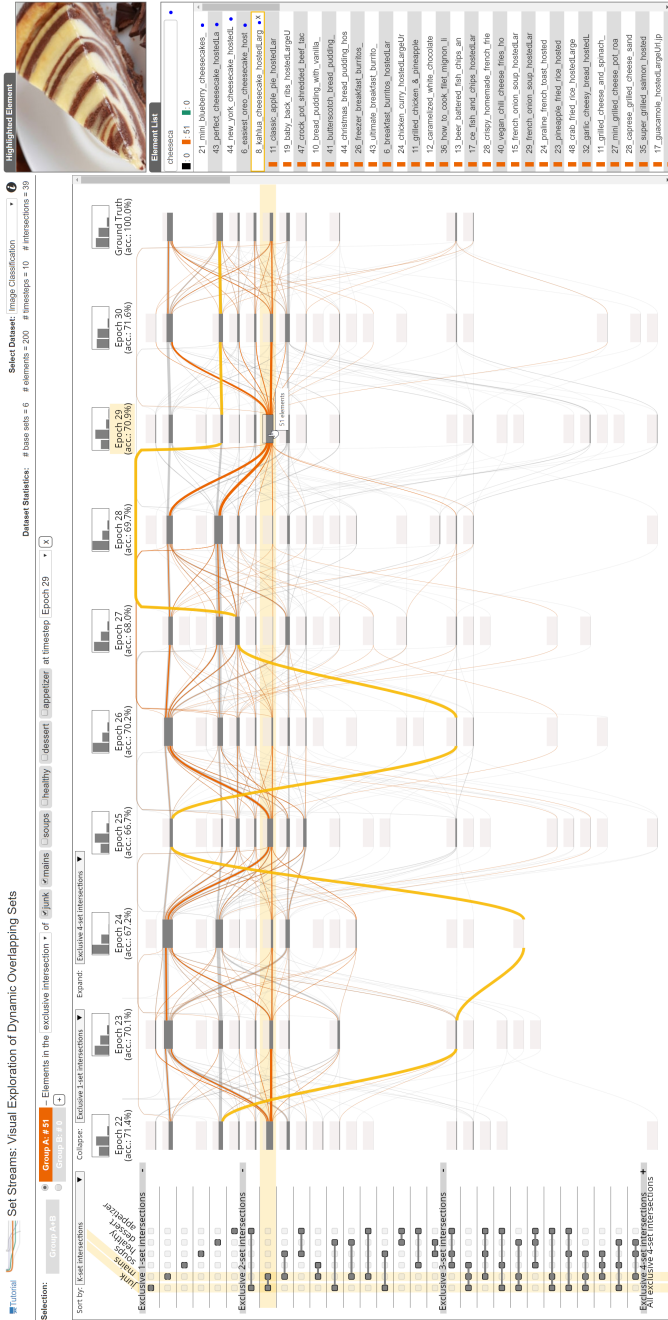 Tutorial
Set Streams: Visual Exploration of Dynamic Overlapping Sets
Select Dataset: Image Classification
Dataset Statistics: # base sets = 6 # elements = 200 # timesteps = 10 # intersections = 39
Selection:
Group A∩B
Group A: # 51
– Elements in the exclusive intersection of junk mains soups healthy dessert appetizer at timestep Epoch 29 X
Group B: # 0
+
Sort by: K-set intersections
Collapse: Exclusive 1-set intersections
Expand: Exclusive 4-set intersections
junk
mains
soups
healthy
dessert
appetizer
Epoch 22
(acc.: 71.4%)
Epoch 23
(acc.: 70.1%)
Epoch 24
(acc.: 67.2%)
Epoch 25
(acc.: 66.7%)
Epoch 26
(acc.: 70.2%)
Epoch 27
(acc.: 68.0%)
Epoch 28
(acc.: 69.7%)
Epoch 29
(acc.: 70.9%)
Epoch 30
(acc.: 71.6%)
Ground Truth
(acc.: 100.0%)
Exclusive 1-set intersections -
Exclusive 2-set intersections -
Exclusive 3-set intersections -
Exclusive 4-set intersections +
All exclusive 4-set intersections
51 elements
Highlighted Element
Element List
cheeseca
0 51 0
21_mini_blueberry_cheesecakes_
43_perfect_cheesecake_hostedLa
44_new_york_cheesecake_hostedL
6_easiest_oreo_cheesecake_host
8_kahlua_cheesecake_hostedLarg x
11_classic_apple_pie_hostedLar
19_baby_back_ribs_hostedLargeU
47_crock_pot_shredded_beef_tac
10_bread_pudding_with_vanilla_
41_butterscotch_bread_pudding_
44_christmas_bread_pudding_hos
26_freezer_breakfast_burritos_
43_ultimate_breakfast_burrito_
6_breakfast_burritos_hostedLar
24_chicken_curry_hostedLargeUr
11_grilled_chicken_&_pineapple
12_caramelized_white_chocolate
36_how_to_cook_filet_mignon_li
13_beer_battered_fish_chips_an
17_ice_fish_and_chips_hostedLar
28_crispy_homemade_french_frie
40_vegan_chili_cheese_fries_ho
15_french_onion_soup_hostedLar
29_french_onion_soup_hostedLar
24_praline_french_toast_hosted
23_pineapple_fried_rice_hosted
48_crab_fried_rice_hostedLarge
32_garlic_cheesy_bread_hostedL
11_grilled_cheese_and_spinach_
27_mini_grilled_cheese_pot_roa
28_caprese_grilled_cheese_sand
35_super_grilled_salmon_hosted
17_guacamole_hostedLargeUrl.jp